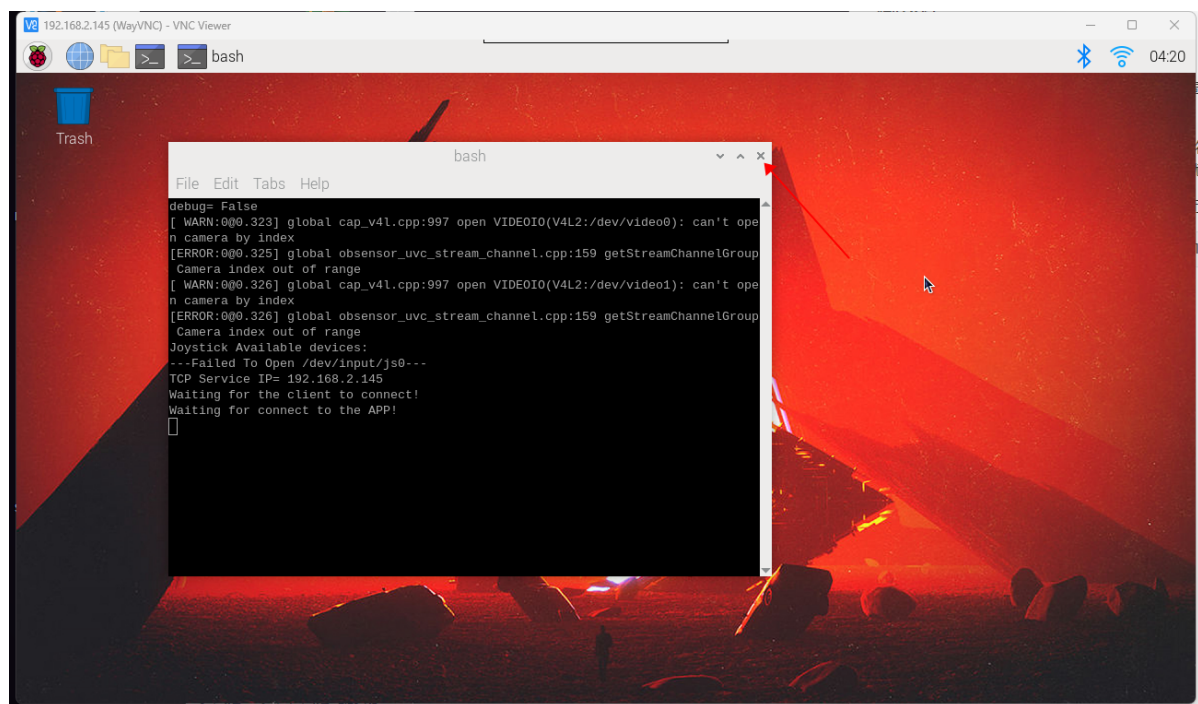 192.168.2.145 (WayVNC) - VNC Viewer
bash
04:20
Trash
bash
File Edit Tabs Help
debug= False
[ WARN:0@0.323] global cap_v4l.cpp:997 open VIDEOIO(V4L2:/dev/video0): can't ope
n camera by index
[ERROR:0@0.325] global obsensor_uvc_stream_channel.cpp:159 getStreamChannelGroup
 Camera index out of range
[ WARN:0@0.326] global cap_v4l.cpp:997 open VIDEOIO(V4L2:/dev/video1): can't ope
n camera by index
[ERROR:0@0.326] global obsensor_uvc_stream_channel.cpp:159 getStreamChannelGroup
 Camera index out of range
Joystick Available devices:
---Failed To Open /dev/input/js0---
TCP Service IP= 192.168.2.145
Waiting for the client to connect!
Waiting for connect to the APP!